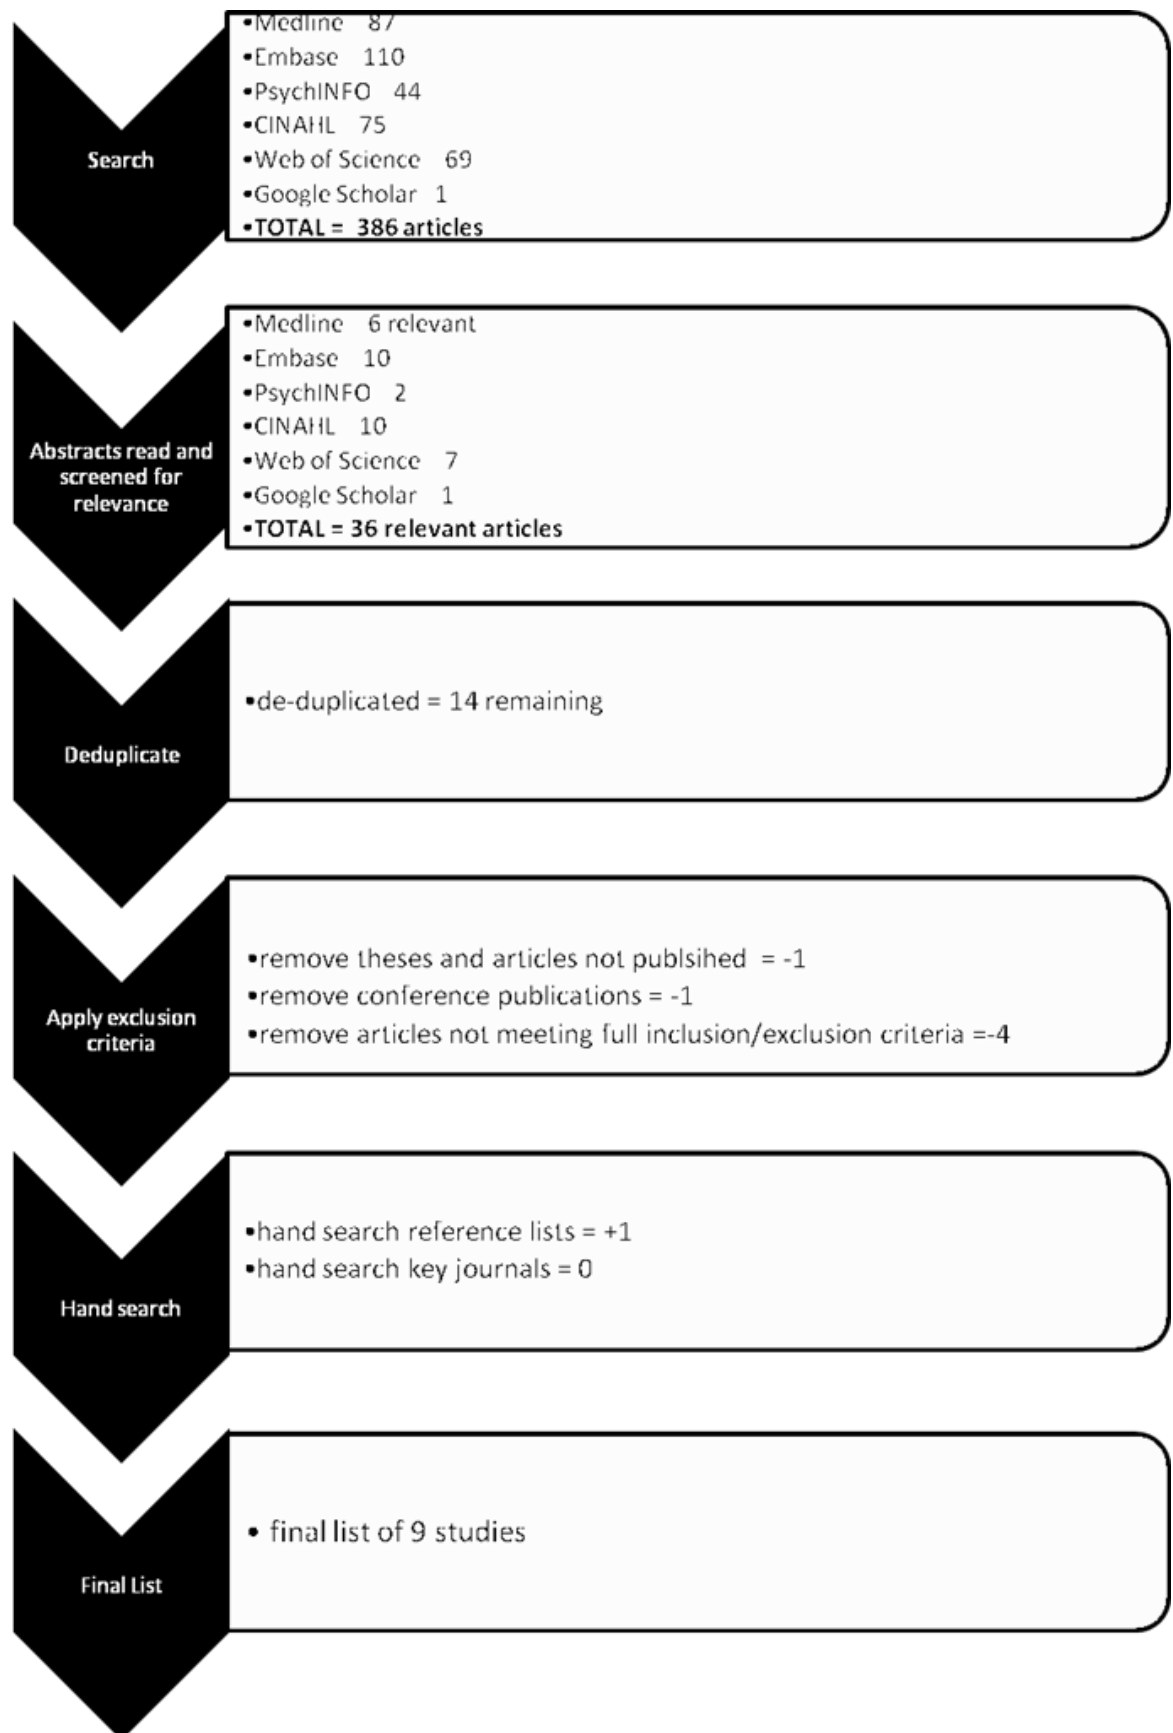 Search
•Medline 87
•Embase 110
•PsychINFO 44
•CINAHL 75
•Web of Science 69
•Google Scholar 1
•TOTAL = 386 articles
Abstracts read and
screened for
relevance
•Medline 6 relevant
•Embase 10
•PsychINFO 2
•CINAHL 10
•Web of Science 7
•Google Scholar 1
•TOTAL = 36 relevant articles
Deduplicate
•de-duplicated = 14 remaining
Apply exclusion
criteria
•remove theses and articles not publsihed = -1
•remove conference publications = -1
•remove articles not meeting full inclusion/exclusion criteria =-4
Hand search
•hand search reference lists = +1
•hand search key journals = 0
Final List
• final list of 9 studies